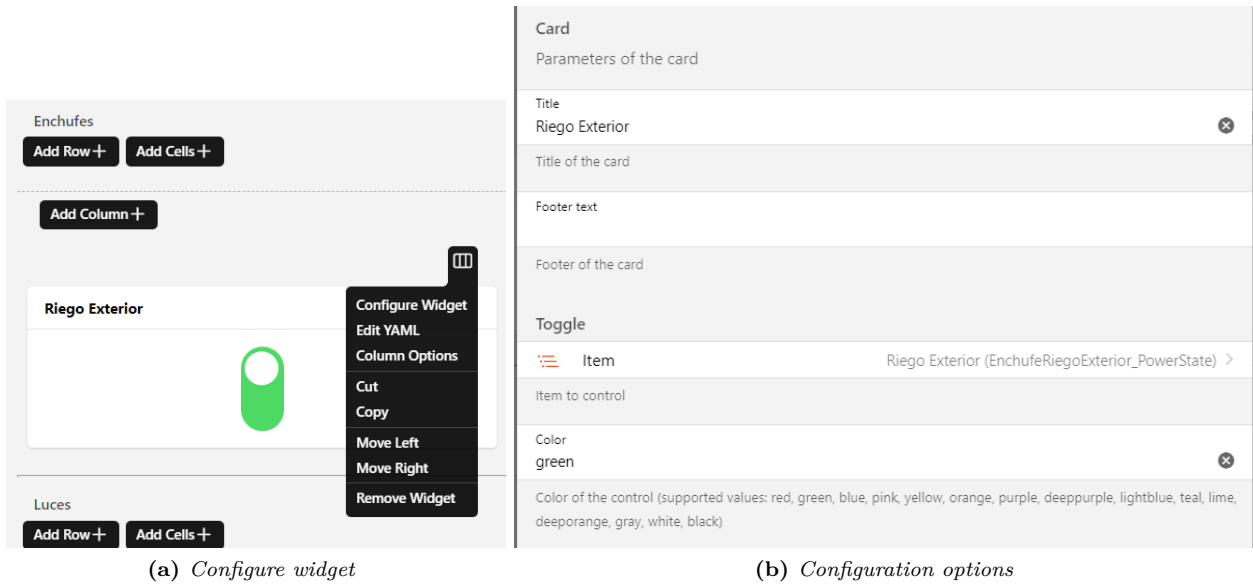 Enchufes
Add Row+ Add Cells+
Add Column+
Riego Exterior
Configure Widget
Edit YAML
Column Options
Cut
Copy
Move Left
Move Right
Remove Widget
Luces
Add Row+ Add Cells+
(a) Configure widget
Card
Parameters of the card
Title
Riego Exterior
Title of the card
Footer text
Footer of the card
Toggle
Item Riego Exterior (EnchufeRiegoExterior_PowerState)
Item to control
Color
green
Color of the control (supported values: red, green, blue, pink, yellow, orange, purple, deeppurple, lightblue, teal, lime,
deeporange, gray, white, black)
(b) Configuration options